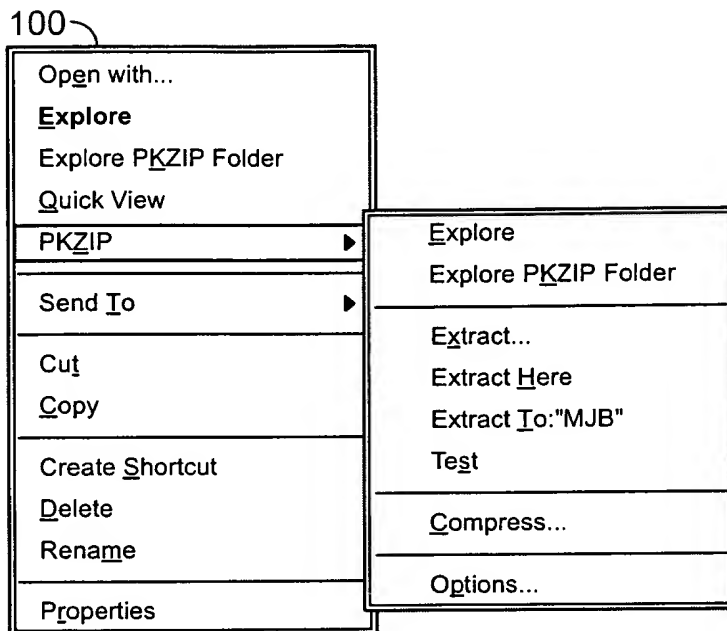 100
Open with...
Explore
Explore PKZIP Folder
Quick View
PKZIP
Send To
Cut
Copy
Create Shortcut
Delete
Rename
Properties
Explore
Explore PKZIP Folder
Extract...
Extract Here
Extract To:"MJB"
Test
Compress...
Options...